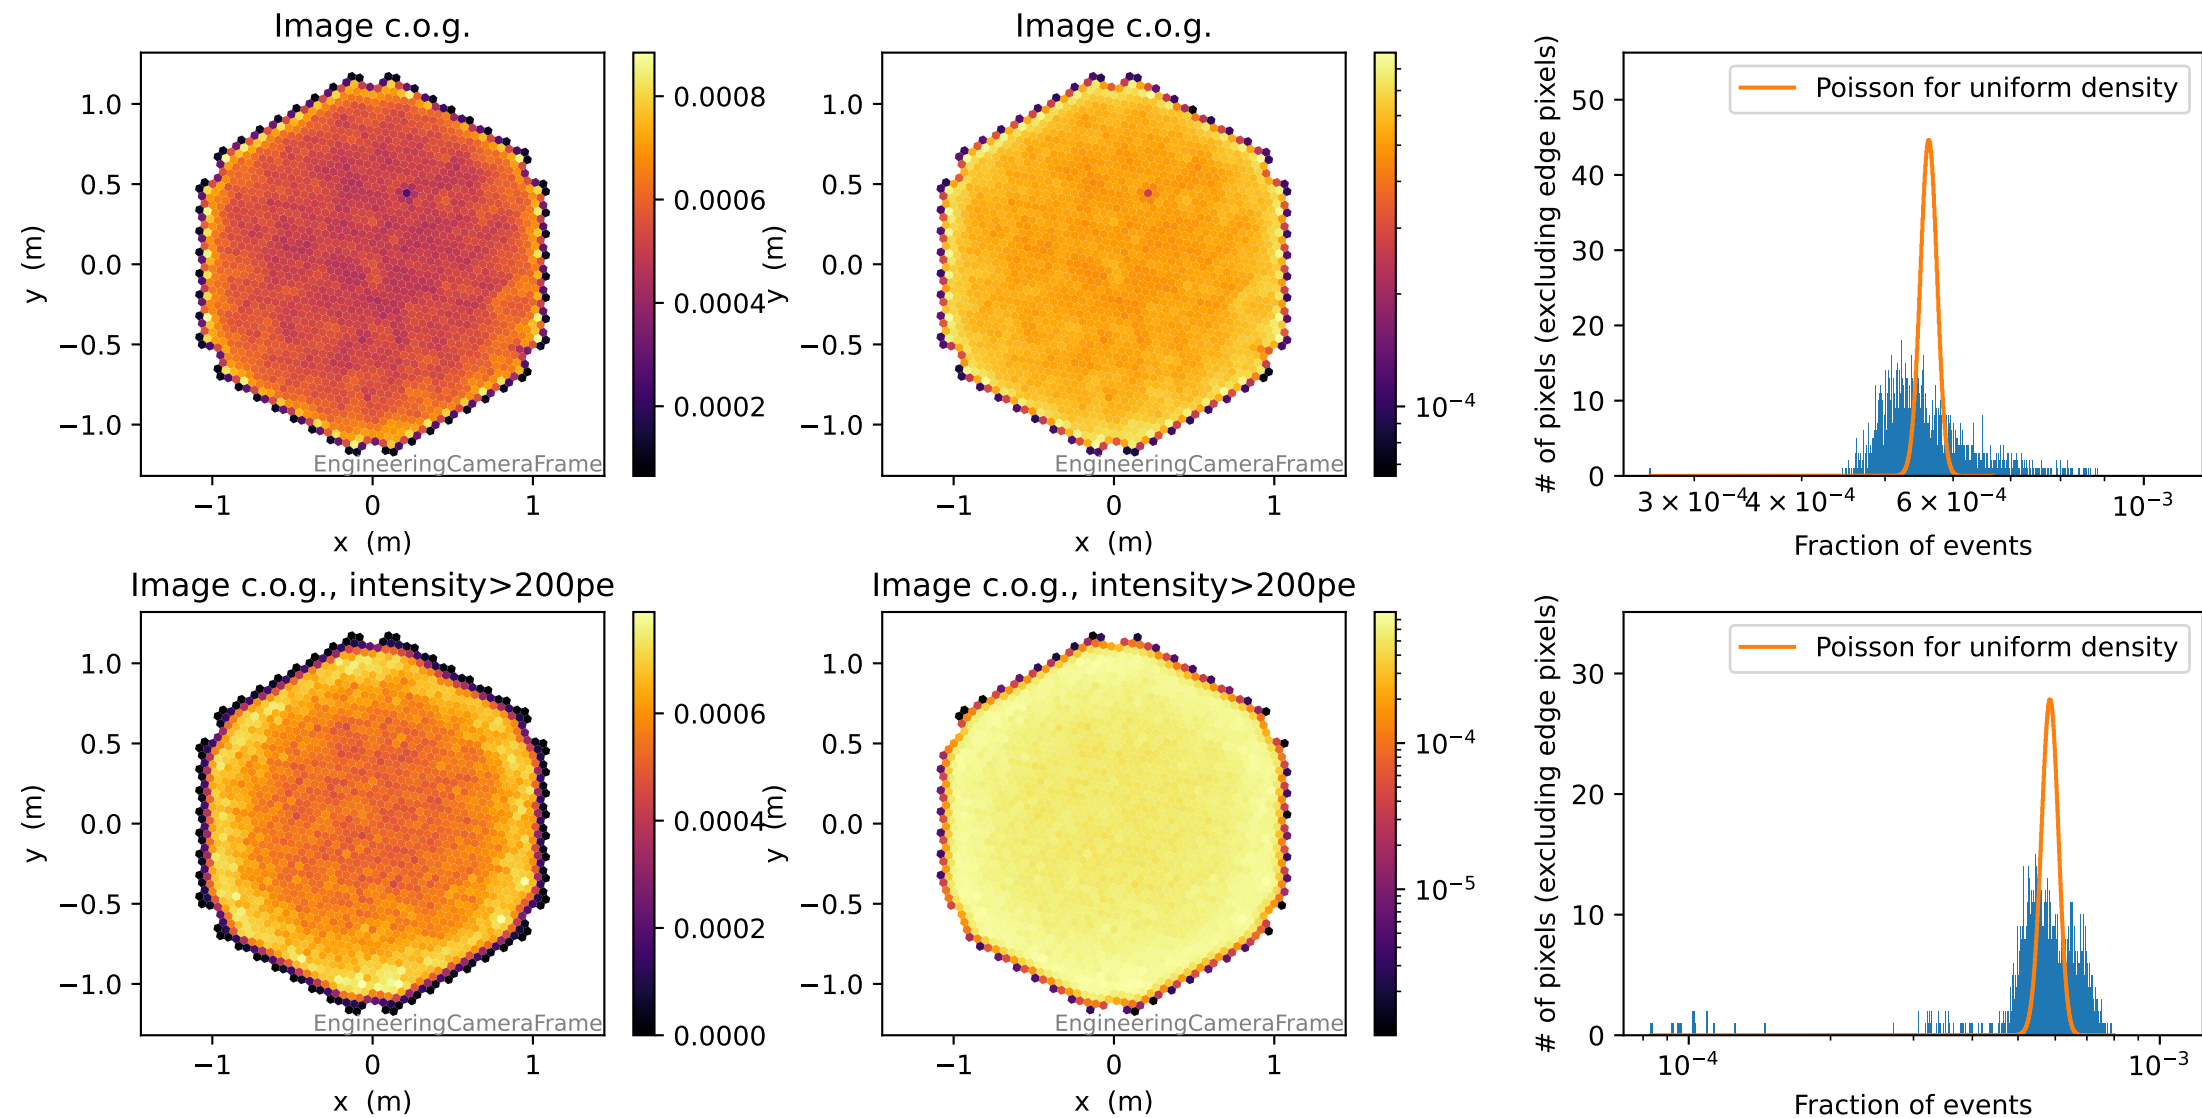 Image c.o.g.
1.0
0.5
0.0
−0.5
−1.0
y (m)
−1
0
1
x (m)
EngineeringCameraFrame
0.0008
0.0006
0.0004
0.0002
Image c.o.g.
1.0
0.5
0.0
−0.5
−1.0
y (m)
−1
0
1
x (m)
EngineeringCameraFrame
10⁻⁴
Poisson for uniform density
50
40
30
20
10
0
# of pixels (excluding edge pixels)
3 × 10⁻⁴
4 × 10⁻⁴
6 × 10⁻⁴
10⁻³
Fraction of events
Image c.o.g., intensity>200pe
1.0
0.5
0.0
−0.5
−1.0
y (m)
−1
0
1
x (m)
EngineeringCameraFrame
0.0006
0.0004
0.0002
0.0000
Image c.o.g., intensity>200pe
1.0
0.5
0.0
−0.5
−1.0
y (m)
−1
0
1
x (m)
EngineeringCameraFrame
10⁻⁴
10⁻⁵
Poisson for uniform density
30
20
10
0
# of pixels (excluding edge pixels)
10⁻⁴
10⁻³
Fraction of events